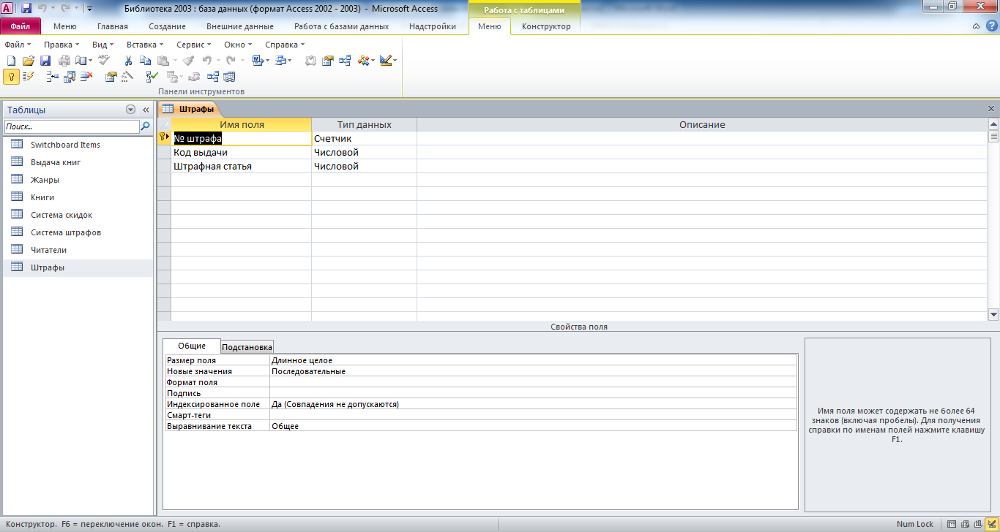 Библиотека 2003 : база данных (формат Access 2002 - 2003) - Microsoft Access
Работа с таблицами
Файл Меню Главная Создание Внешние данные Работа с базами данных Надстройки Меню Конструктор
Файл Правка Вид Вставка Сервис Окно Справка
Панели инструментов
Таблицы
Поиск...
Switchboard Items
Выдача книг
Жанры
Книги
Система скидок
Система штрафов
Читатели
Штрафы
Штрафы
Имя поля Тип данных Описание
№ штрафа Счетчик
Код выдачи Числовой
Штрафная статья Числовой
Свойства поля
Общие Подстановка
Размер поля Длинное целое
Новые значения Последовательные
Формат поля
Подпись
Индексированное поле Да (Совпадения не допускаются)
Смарт-теги
Выравнивание текста Общее
Имя поля может содержать не более 64
знаков (включая пробелы). Для получения
справки по именам полей нажмите клавишу
F1.
Конструктор. F6 = переключение окон. F1 = справка.
Num Lock